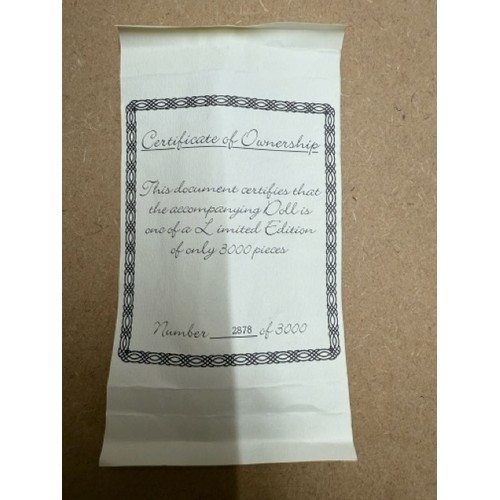 Certificate of Ownership
This document certifies that
the accompanying Doll is
one of a Limited Edition
of only 3000 pieces
Number 2878 of 3000